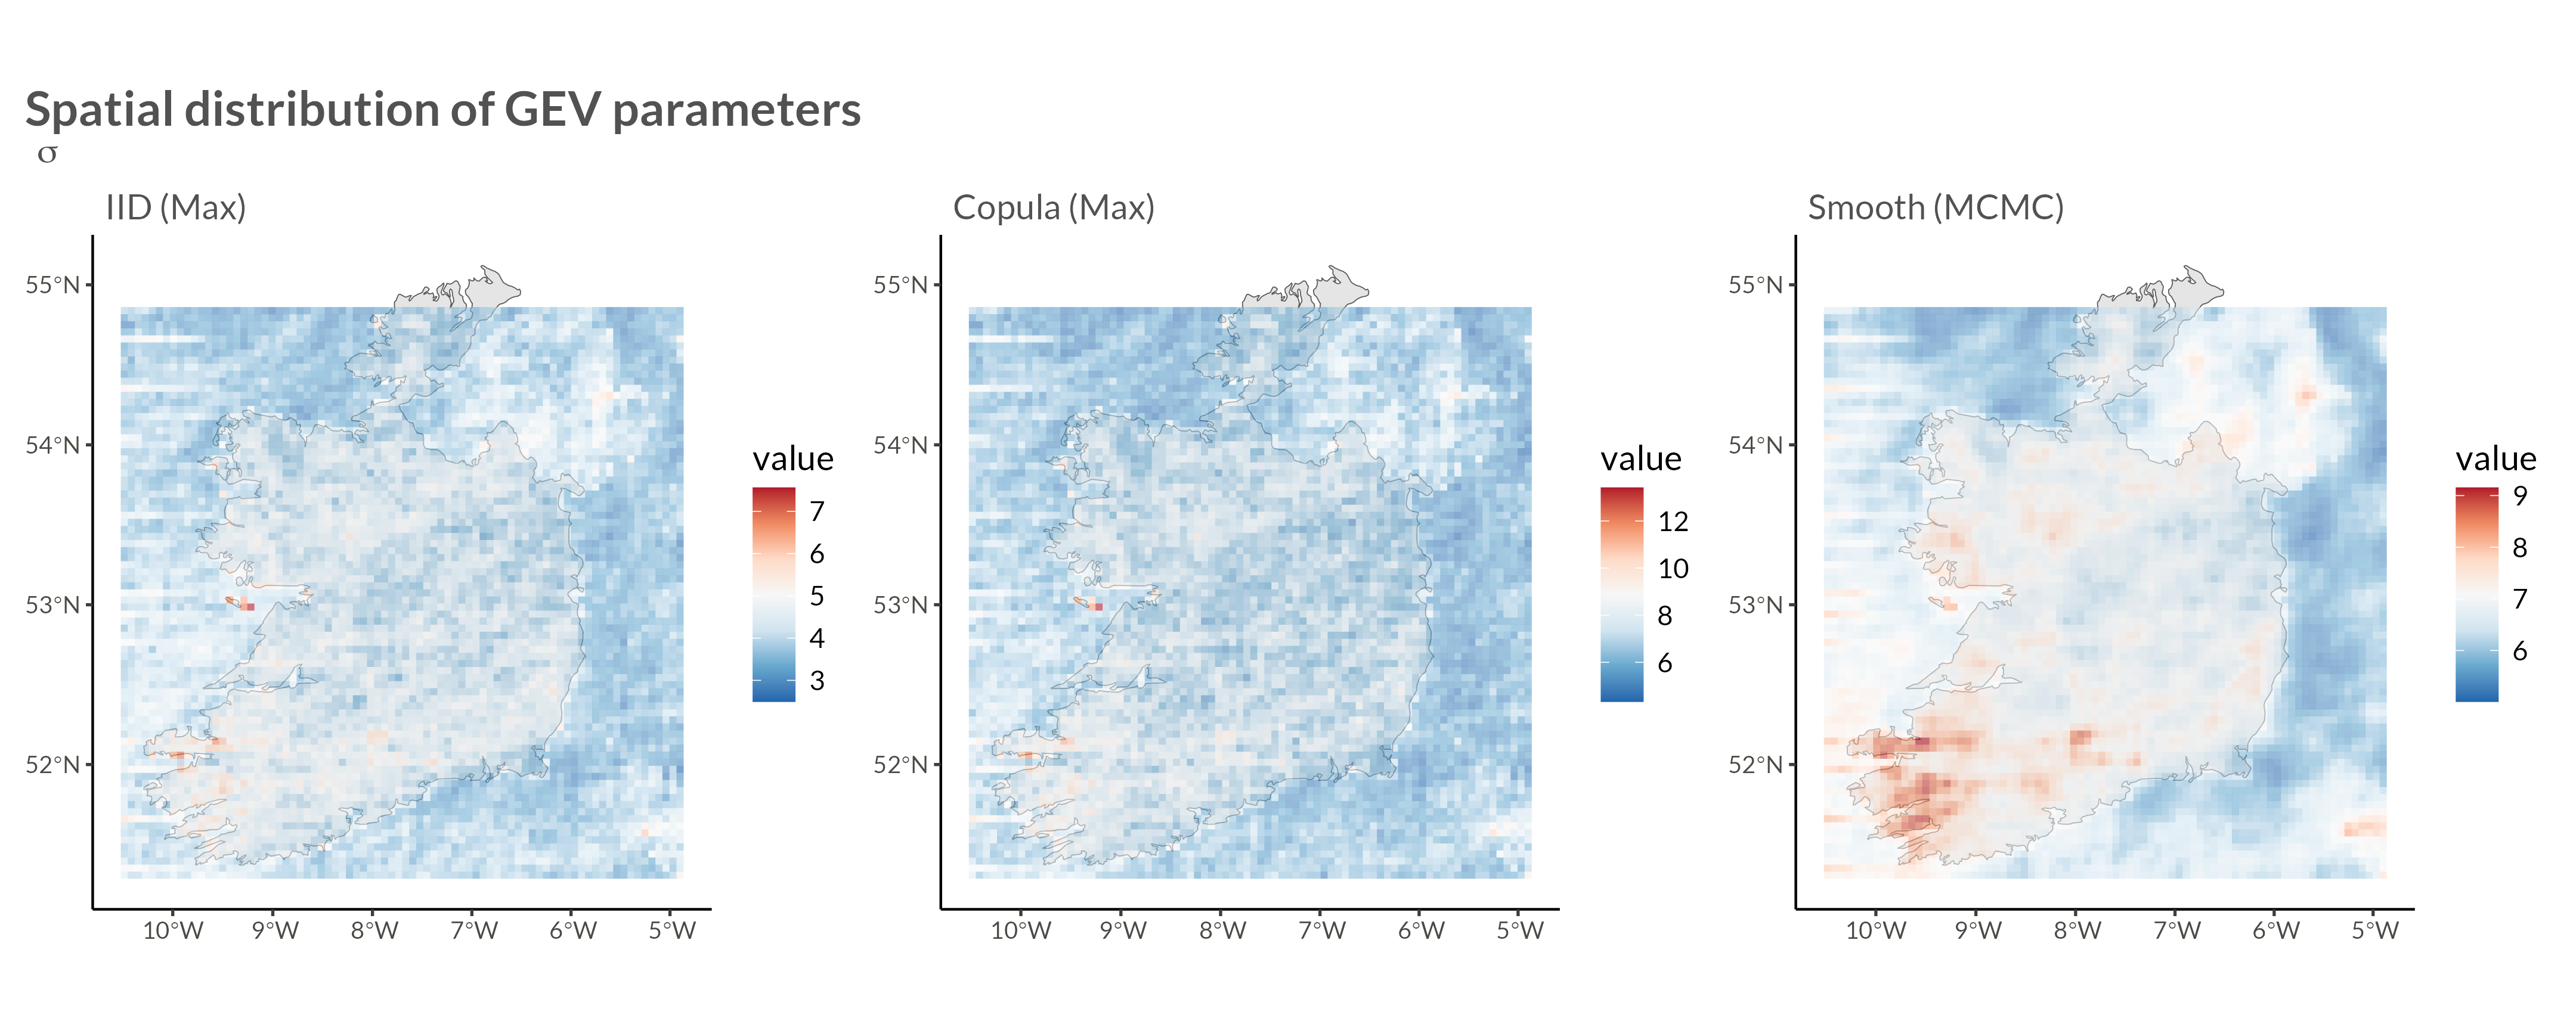 Spatial distribution of GEV parameters
σ
IID (Max)
55°N
54°N
53°N
52°N
10°W 9°W 8°W 7°W 6°W 5°W
value
7
6
5
4
3
Copula (Max)
55°N
54°N
53°N
52°N
10°W 9°W 8°W 7°W 6°W 5°W
value
12
10
8
6
Smooth (MCMC)
55°N
54°N
53°N
52°N
10°W 9°W 8°W 7°W 6°W 5°W
value
9
8
7
6